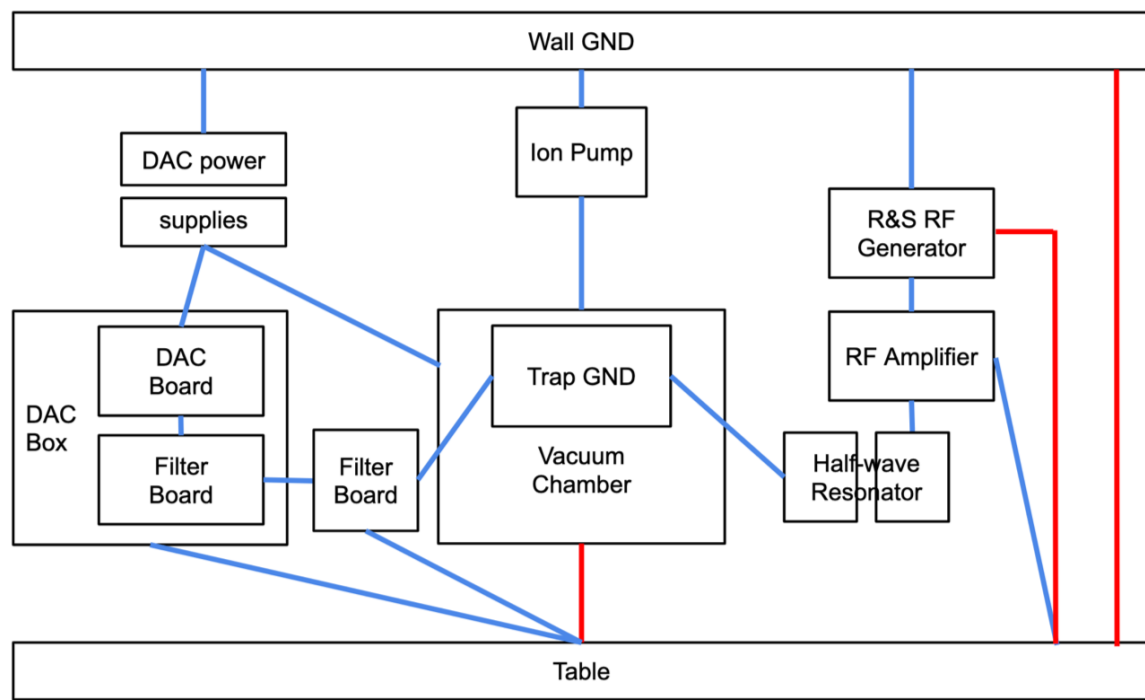 Wall GND
DAC power
supplies
Ion Pump
R&S RF
Generator
DAC
Board
DAC
Box
Filter
Board
Filter
Board
Trap GND
Vacuum
Chamber
RF Amplifier
Half-wave
Resonator
Table